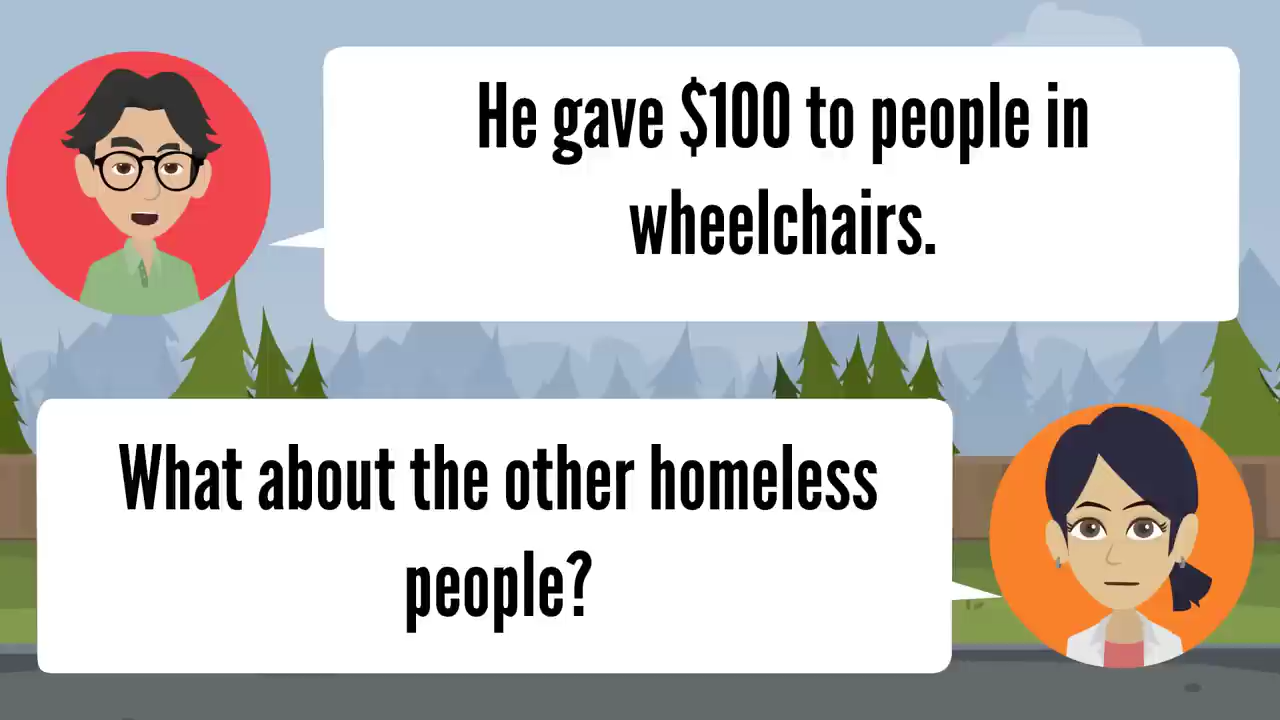 He gave $100 to people in
wheelchairs.
What about the other homeless
people?